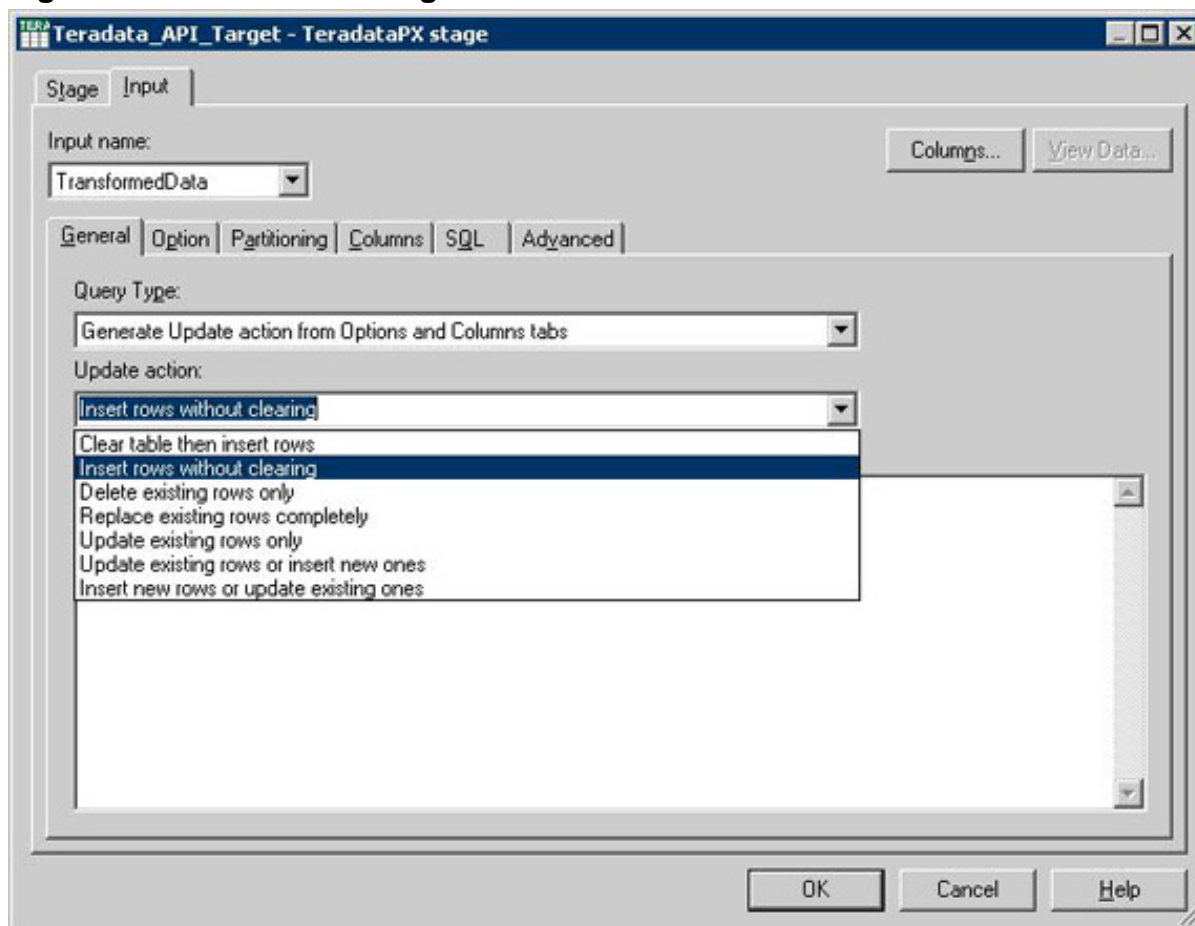 TERA
Teradata_API_Target - TeradataPX stage
Stage Input
Input name:
Columns... View Data...
TransformedData
General Option Partitioning Columns SQL Advanced
Query Type:
Generate Update action from Options and Columns tabs
Update action:
Insert rows without clearing
Clear table then insert rows
Insert rows without clearing
Delete existing rows only
Replace existing rows completely
Update existing rows only
Update existing rows or insert new ones
Insert new rows or update existing ones
OK Cancel Help